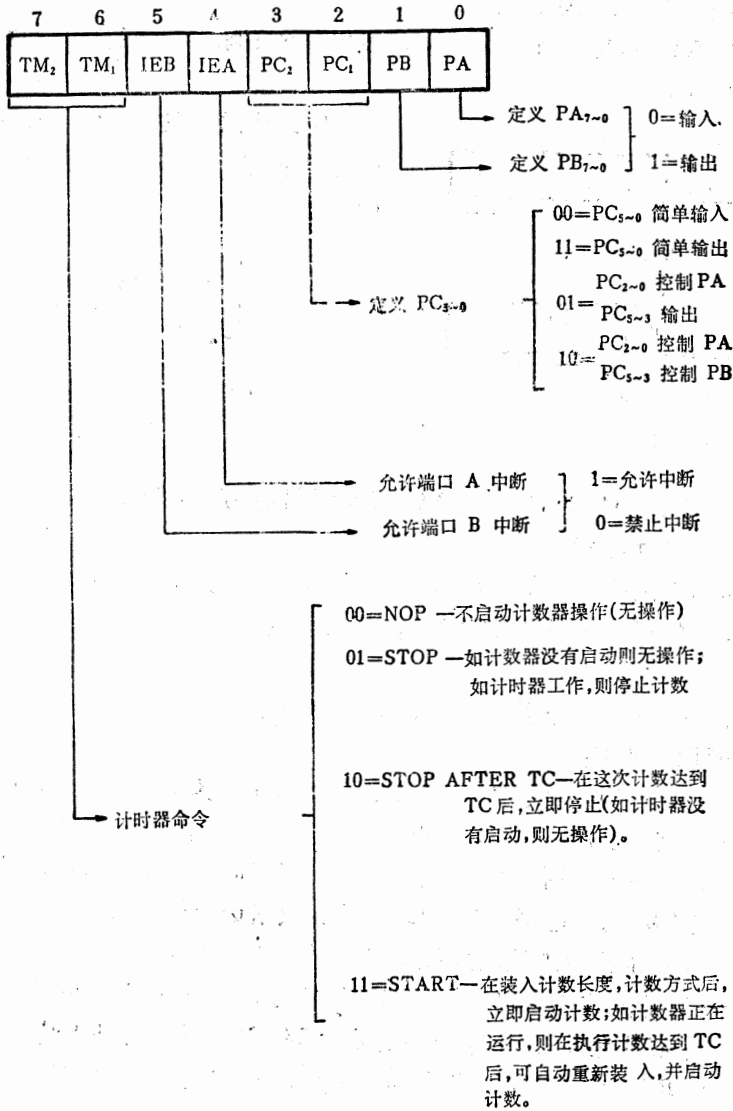 7 6 5 4 3 2 1 0
TM₂ TM₁ IEB IEA PC₂ PC₁ PB PA
定义 PA₇~₀ 0=输入.
定义 PB₇~₀ 1=输出
00=PC₅~₀ 简单输入
11=PC₅~₀ 简单输出
定义 PC₅~₀
01=
PC₂~₀ 控制 PA
PC₅~₃ 输出
10=
PC₂~₀ 控制 PA
PC₅~₃ 控制 PB
允许端口 A 中断 1=允许中断
允许端口 B 中断 0=禁止中断
计时器命令
00=NOP —不启动计数器操作(无操作)
01=STOP —如计数器没有启动则无操作;
如计时器工作,则停止计数
10=STOP AFTER TC—在这次计数达到
TC 后,立即停止(如计时器没
有启动,则无操作)。
11=START—在装入计数长度,计数方式后,
立即启动计数;如计数器正在
运行,则在执行计数达到 TC
后,可自动重新装 入,并启动
计数。